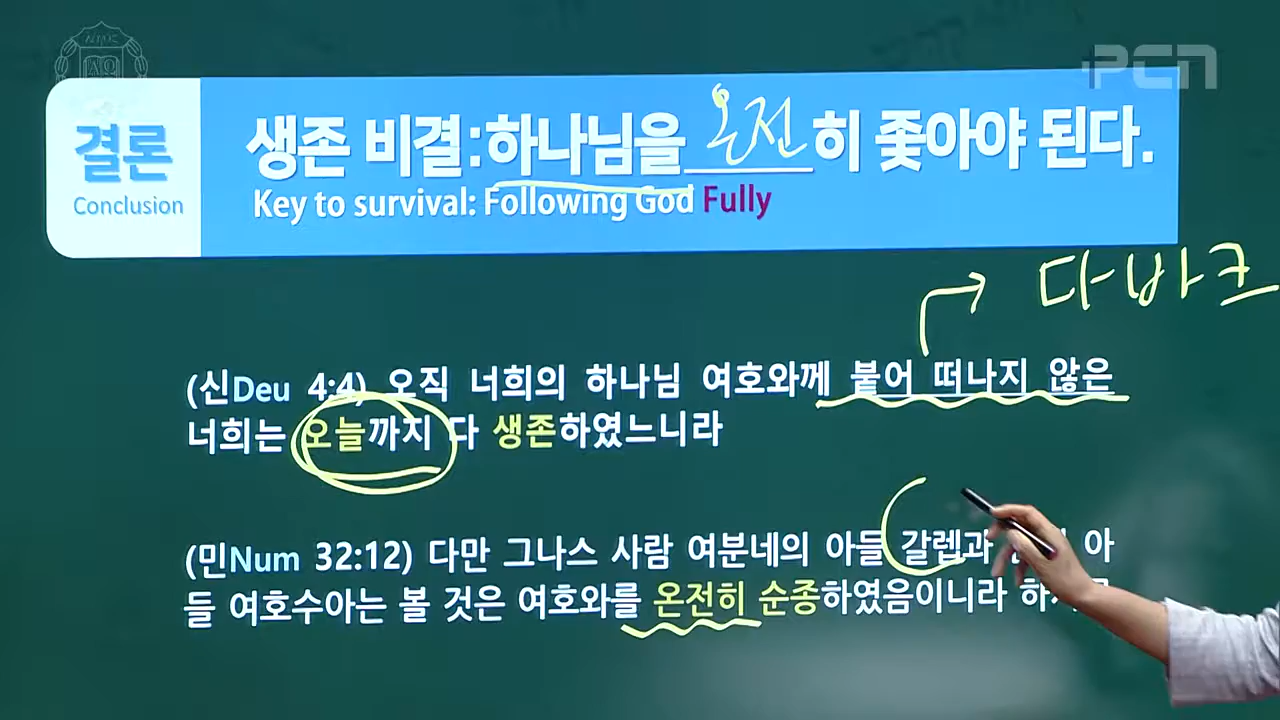 ΑΩ
PCN
결론
Conclusion
생존 비결:하나님을 온전히 좇아야 된다.
Key to survival: Following God Fully
다바크
(신Deu 4:4) 오직 너희의 하나님 여호와께 붙어 떠나지 않은
너희는 오늘까지 다 생존하였느니라
(민Num 32:12) 다만 그나스 사람 여분네의 아들 갈렙과 아
들 여호수아는 볼 것은 여호와를 온전히 순종하였음이니라